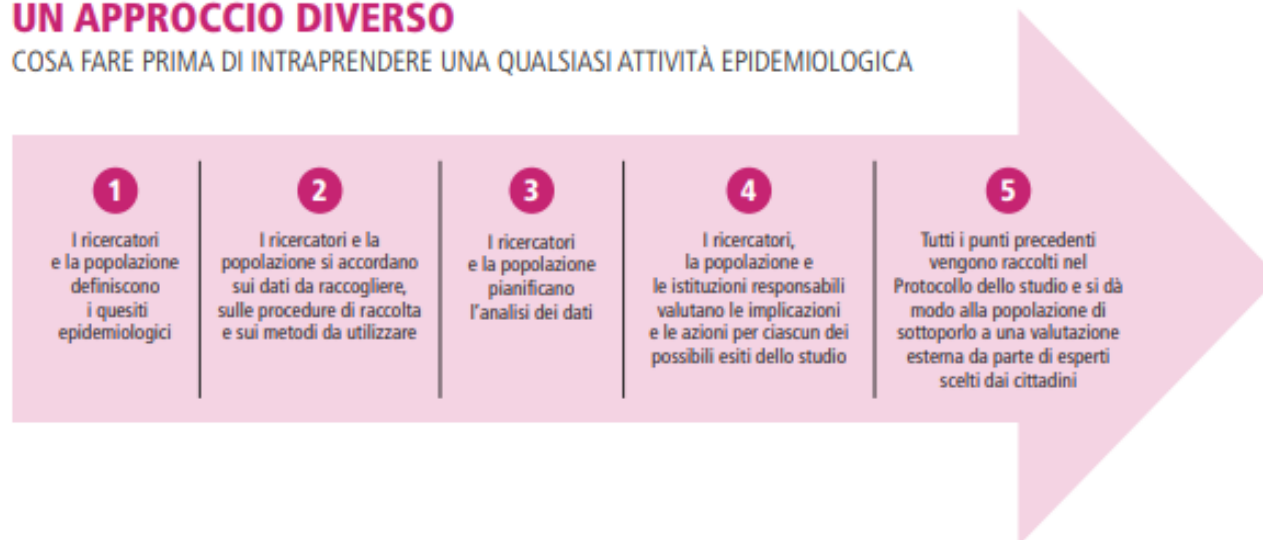 UN APPROCCIO DIVERSO
COSA FARE PRIMA DI INTRAPRENDERE UNA QUALSIASI ATTIVITÀ EPIDEMIOLOGICA
1
I ricercatori
e la popolazione
definiscono
i quesiti
epidemiologici
2
I ricercatori e la
popolazione si accordano
sui dati da raccogliere,
sulle procedure di raccolta
e sui metodi da utilizzare
3
I ricercatori
e la popolazione
pianificano
l'analisi dei dati
4
I ricercatori,
la popolazione e
le istituzioni responsabili
valutano le implicazioni
e le azioni per ciascun dei
possibili esiti dello studio
5
Tutti i punti precedenti
vengono raccolti nel
Protocollo dello studio e si dà
modo alla popolazione di
sottoporlo a una valutazione
esterna da parte di esperti
scelti dai cittadini